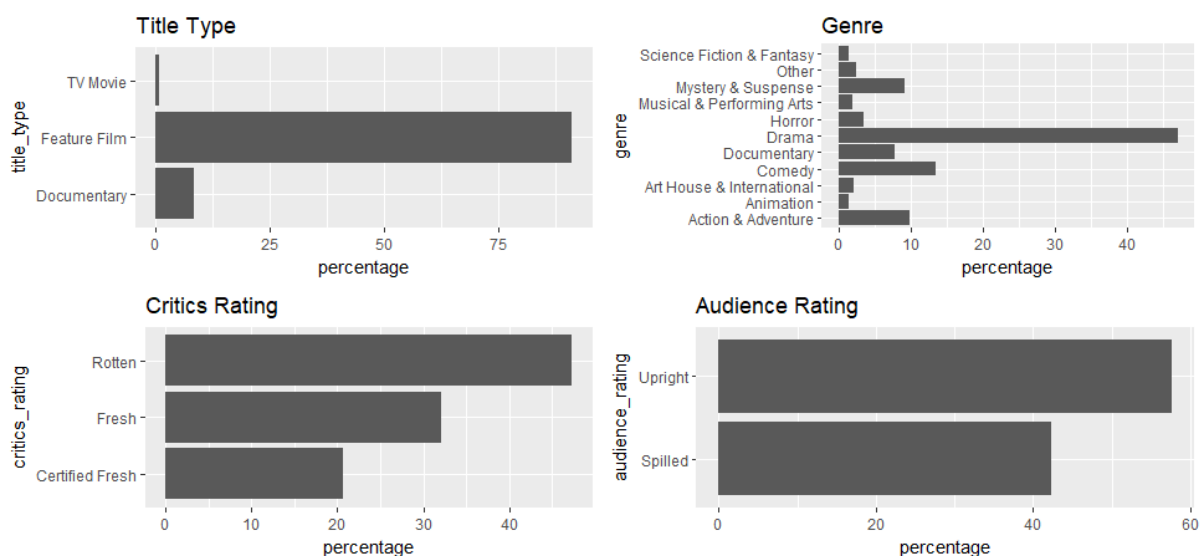 Title Type
title_type
TV Movie
Feature Film
Documentary
0 25 50 75
percentage
Genre
genre
Science Fiction & Fantasy
Other
Mystery & Suspense
Musical & Performing Arts
Horror
Drama
Documentary
Comedy
Art House & International
Animation
Action & Adventure
0 10 20 30 40
percentage
Critics Rating
critics_rating
Rotten
Fresh
Certified Fresh
0 10 20 30 40
percentage
Audience Rating
audience_rating
Upright
Spilled
0 20 40 60
percentage